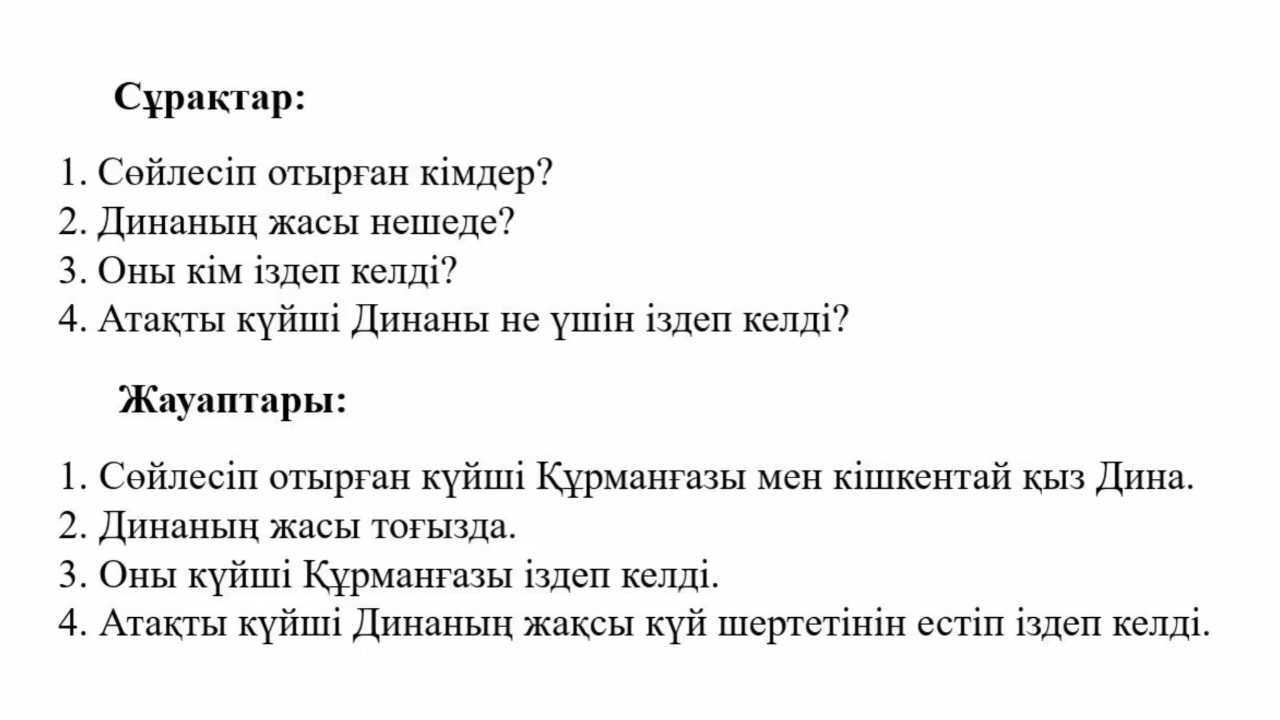 Сұрақтар:
1. Сөйлесіп отырған кімдер?
2. Динаның жасы нешеде?
3. Оны кім іздеп келді?
4. Атақты күйші Динаны не үшін іздеп келді?
Жауаптары:
1. Сөйлесіп отырған күйші Құрманғазы мен кішкентай қыз Дина.
2. Динаның жасы тоғызда.
3. Оны күйші Құрманғазы іздеп келді.
4. Атақты күйші Динаның жақсы күй шертетінін естіп іздеп келді.